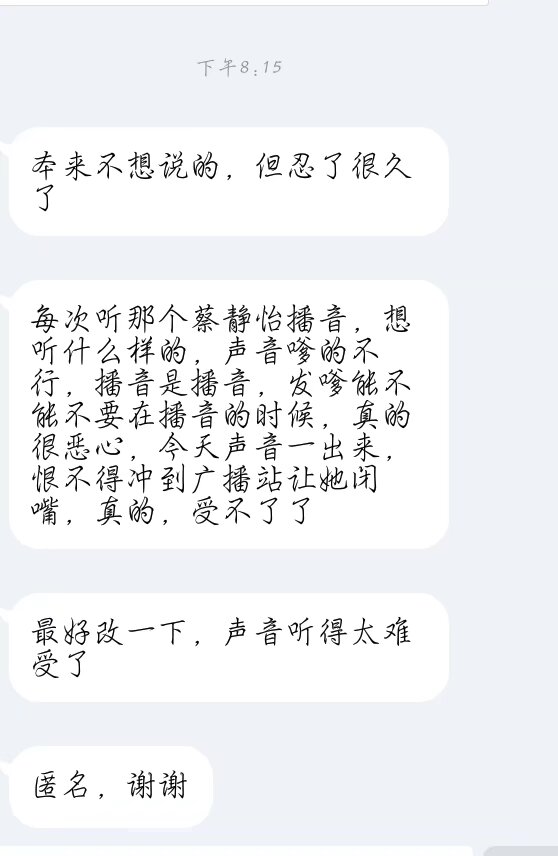 下午8:15
本来不想说的，但忍了很久
了
每次听那个蔡静怡播音，想
听什么样的，声音嗲的不
行，播音是播音，发嗲能不
能不要在播音的时候，真的
很恶心，今天声音一出来，
恨不得冲到广播站让她闭
嘴，真的，受不了了
最好改一下，声音听得太难
受了
匿名，谢谢